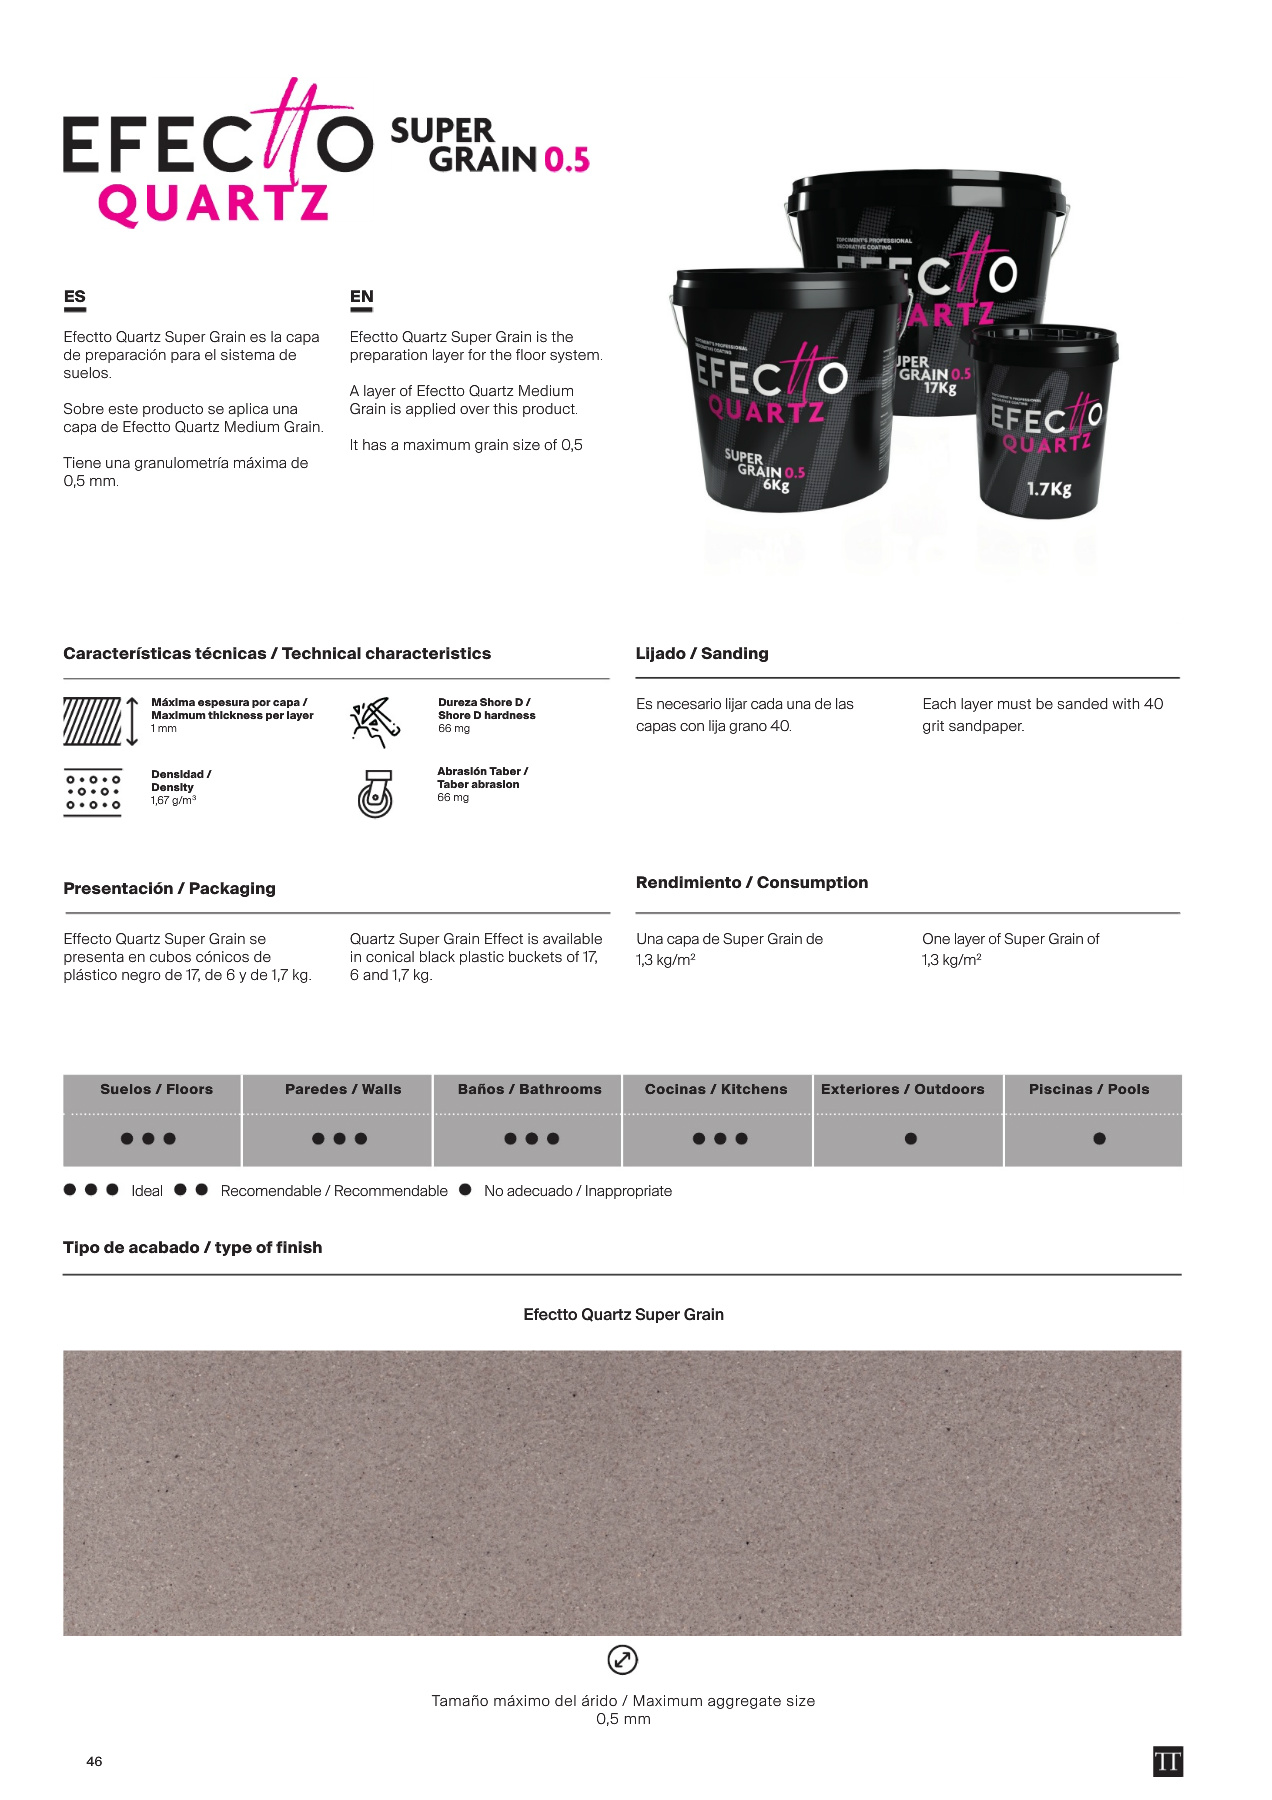 EFECttO
QUARTZ
SUPER
GRAIN 0.5
ES
Efectto Quartz Super Grain es la capa
de preparación para el sistema de
suelos.
Sobre este producto se aplica una
capa de Efectto Quartz Medium Grain.
Tiene una granulometría máxima de
0,5 mm.
EN
Efectto Quartz Super Grain is the
preparation layer for the floor system.
A layer of Efectto Quartz Medium
Grain is applied over this product.
It has a maximum grain size of 0,5
TOPCIMENT'S PROFESSIONAL
DECORATIVE COATING
EFECttO
QUARTZ
SUPER
GRAIN 0.5
17Kg
TOPCIMENT'S PROFESSIONAL
DECORATIVE COATING
EFECttO
QUARTZ
SUPER
GRAIN 0.5
6Kg
TOPCIMENT'S PROFESSIONAL
DECORATIVE COATING
EFECttO
QUARTZ
1.7Kg
Características técnicas / Technical characteristics
Máxima espesura por capa /
Maximum thickness per layer
1 mm
Dureza Shore D /
Shore D hardness
66 mg
Densidad /
Density
1,67 g/m³
Abrasión Taber /
Taber abrasion
66 mg
Lijado / Sanding
Es necesario lijar cada una de las
capas con lija grano 40.
Each layer must be sanded with 40
grit sandpaper.
Presentación / Packaging
Effecto Quartz Super Grain se
presenta en cubos cónicos de
plástico negro de 17, de 6 y de 1,7 kg.
Quartz Super Grain Effect is available
in conical black plastic buckets of 17,
6 and 1,7 kg.
Rendimiento / Consumption
Una capa de Super Grain de
1,3 kg/m²
One layer of Super Grain of
1,3 kg/m²
Suelos / Floors Paredes / Walls Baños / Bathrooms Cocinas / Kitchens Exteriores / Outdoors Piscinas / Pools
● ● ● ● ● ● ● ● ● ● ● ● ● ●
● ● ● Ideal ● ● Recomendable / Recommendable ● No adecuado / Inappropriate
Tipo de acabado / type of finish
Efectto Quartz Super Grain
Tamaño máximo del árido / Maximum aggregate size
0,5 mm
46
TT